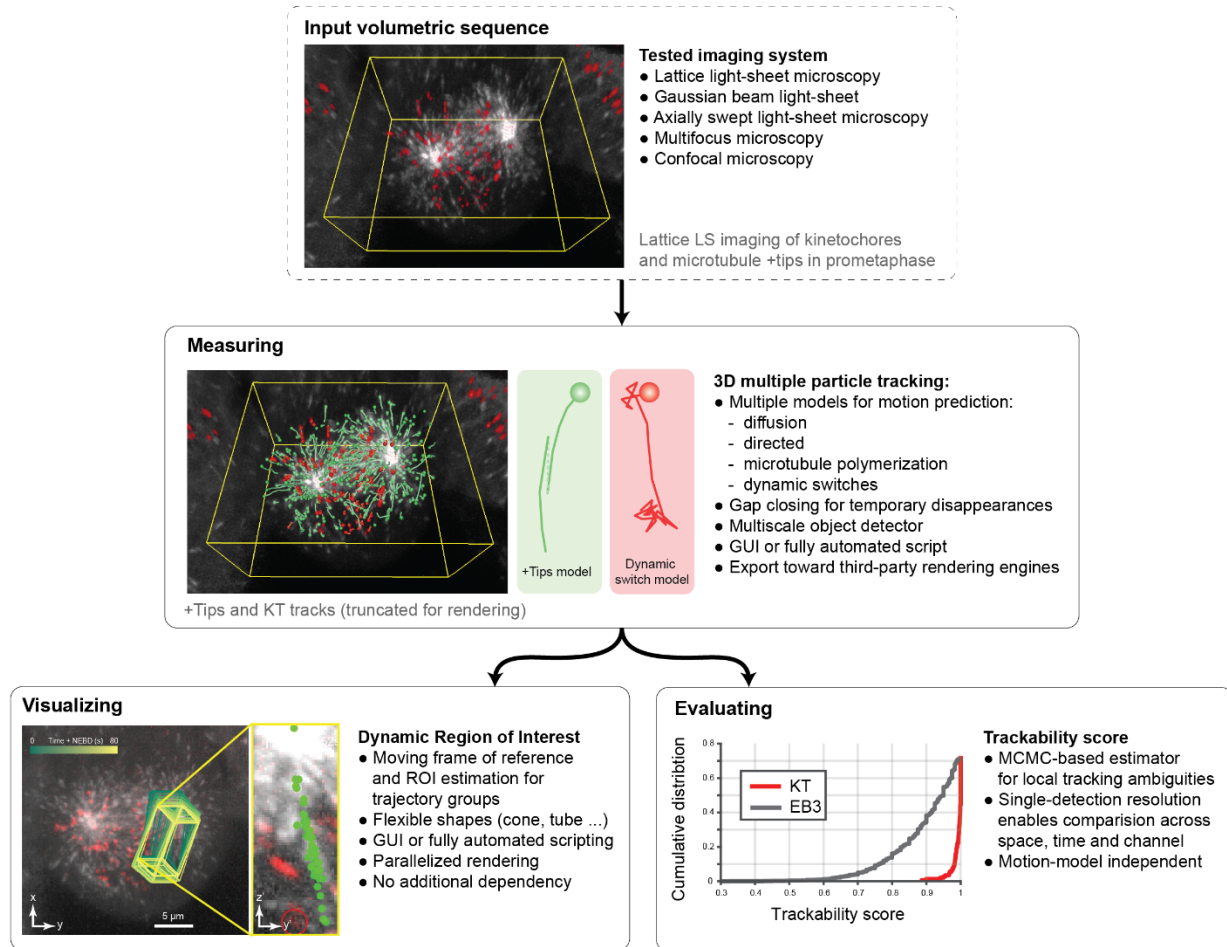 Input volumetric sequence
Tested imaging system
● Lattice light-sheet microscopy
● Gaussian beam light-sheet
● Axially swept light-sheet microscopy
● Multifocus microscopy
● Confocal microscopy
Lattice LS imaging of kinetochores
and microtubule +tips in prometaphase
Measuring
+Tips model
Dynamic
switch model
+Tips and KT tracks (truncated for rendering)
3D multiple particle tracking:
● Multiple models for motion prediction:
- diffusion
- directed
- microtubule polymerization
- dynamic switches
● Gap closing for temporary disappearances
● Multiscale object detector
● GUI or fully automated script
● Export toward third-party rendering engines
Visualizing
0 Time + NEBD (s) 80
x
y
5 µm
z
y'
Dynamic Region of Interest
● Moving frame of reference
and ROI estimation for
trajectory groups
● Flexible shapes (cone, tube ...)
● GUI or fully automated scripting
● Parallelized rendering
● No additional dependency
Evaluating
Cumulative distribtion
0.8
0.6
0.4
0.2
0
KT
EB3
0.3 0.4 0.5 0.6 0.7 0.8 0.9 1
Trackability score
Trackability score
● MCMC-based estimator
for local tracking ambiguities
● Single-detection resolution
enables comparision across
space, time and channel
● Motion-model independent